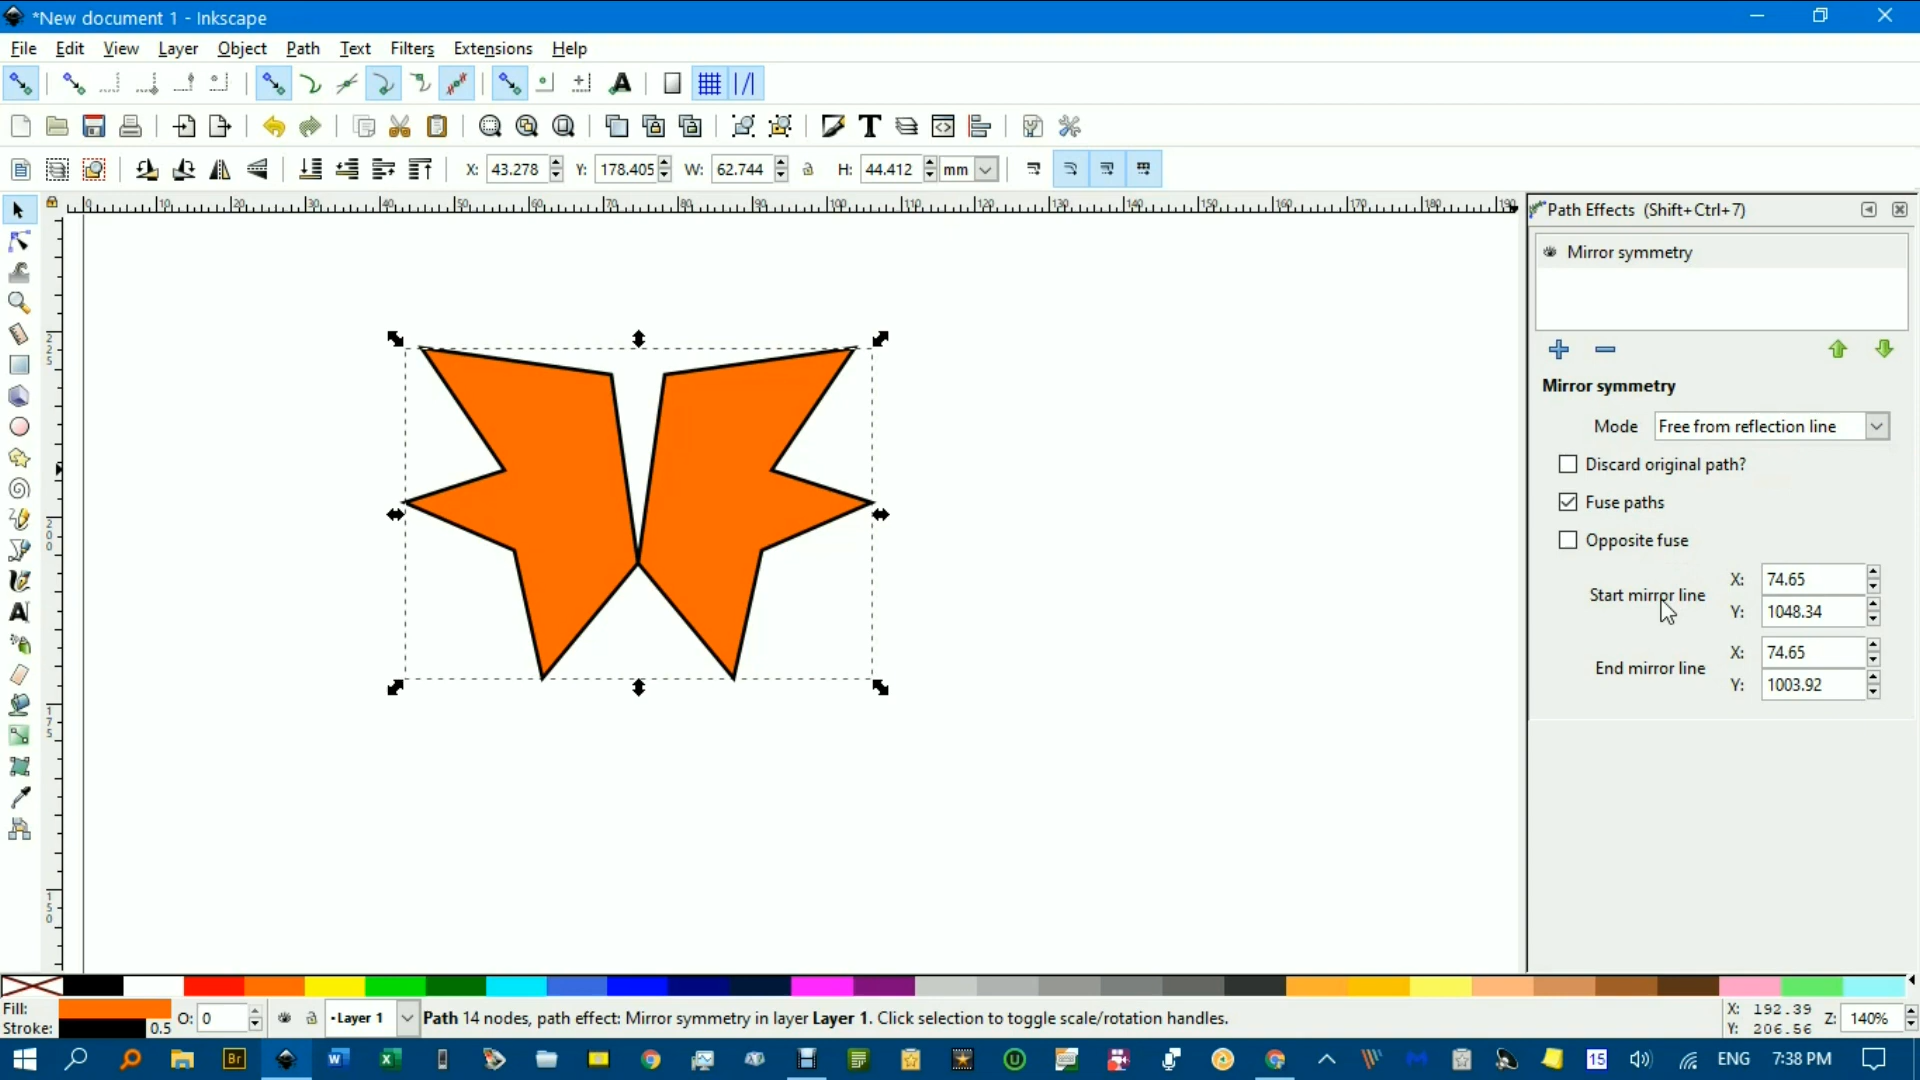 *New document 1 - Inkscape
File Edit View Layer Object Path Text Filters Extensions Help
X: 43.278 Y: 178.405 W: 62.744 H: 44.412 mm
Path Effects (Shift+Ctrl+7)
Mirror symmetry
Mirror symmetry
Mode Free from reflection line
Discard original path?
Fuse paths
Opposite fuse
Start mirror line X: 74.65
Y: 1048.34
End mirror line X: 74.65
Y: 1003.92
Fill:
Stroke: 0.5 O: 0 •Layer 1 Path 14 nodes, path effect: Mirror symmetry in layer Layer 1. Click selection to toggle scale/rotation handles.
X: 192.39
Y: 206.56 Z: 140%
Br ENG 7:38 PM
15